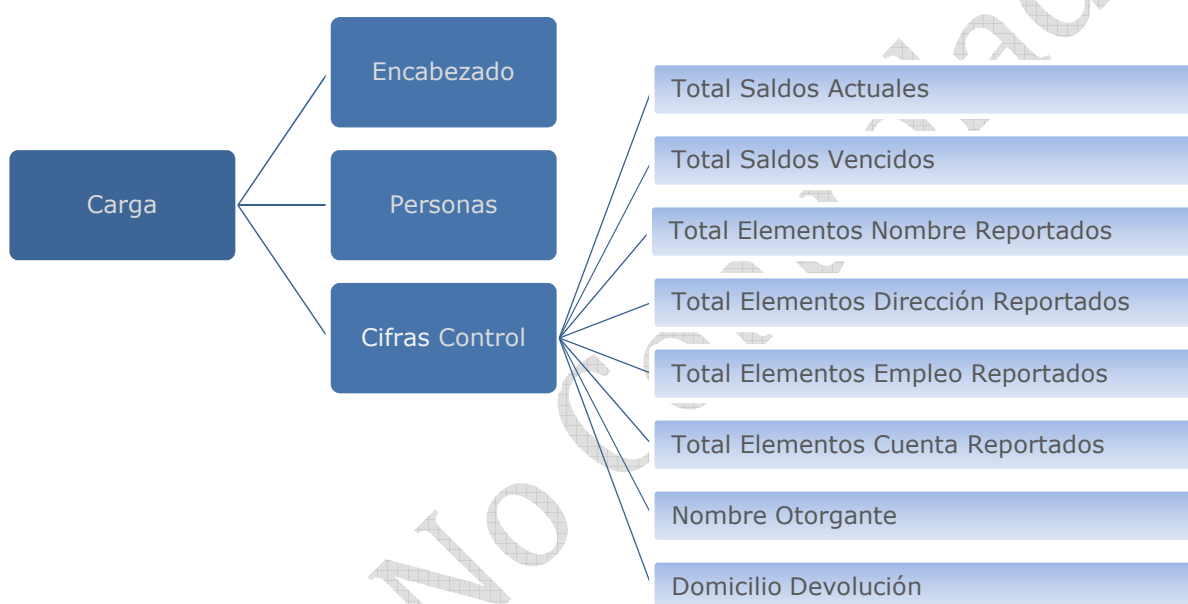 Encabezado
Carga
Personas
Cifras Control
Total Saldos Actuales
Total Saldos Vencidos
Total Elementos Nombre Reportados
Total Elementos Dirección Reportados
Total Elementos Empleo Reportados
Total Elementos Cuenta Reportados
Nombre Otorgante
Domicilio Devolución
No